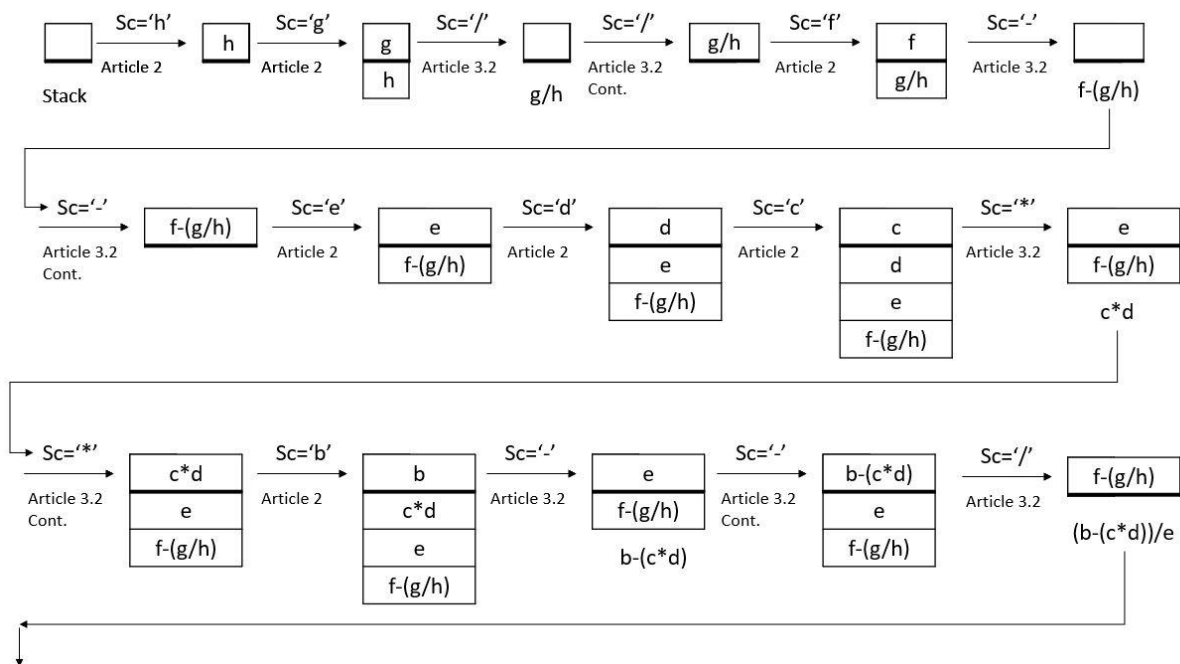 Sc=‘h’ Sc=‘g’ Sc=‘/’ Sc=‘/’ Sc=‘f’ Sc=‘-’
h g g/h f
Article 2 Article 2 Article 3.2 Article 3.2 Article 2 Article 3.2
h Cont. g/h
Stack g/h f-(g/h)
Sc=‘-’ Sc=‘e’ Sc=‘d’ Sc=‘c’ Sc=‘*’
f-(g/h) e d c e
Article 3.2 Article 2 Article 2 Article 2 Article 3.2
Cont. f-(g/h) e d f-(g/h)
f-(g/h) e c*d
f-(g/h)
Sc=‘*’ Sc=‘b’ Sc=‘-’ Sc=‘-’ Sc=‘/’
c*d b e b-(c*d) f-(g/h)
Article 3.2 Article 2 Article 3.2 Article 3.2 Article 3.2
Cont. e c*d f-(g/h) Cont. e
f-(g/h) e b-(c*d) f-(g/h) (b-(c*d))/e
f-(g/h)